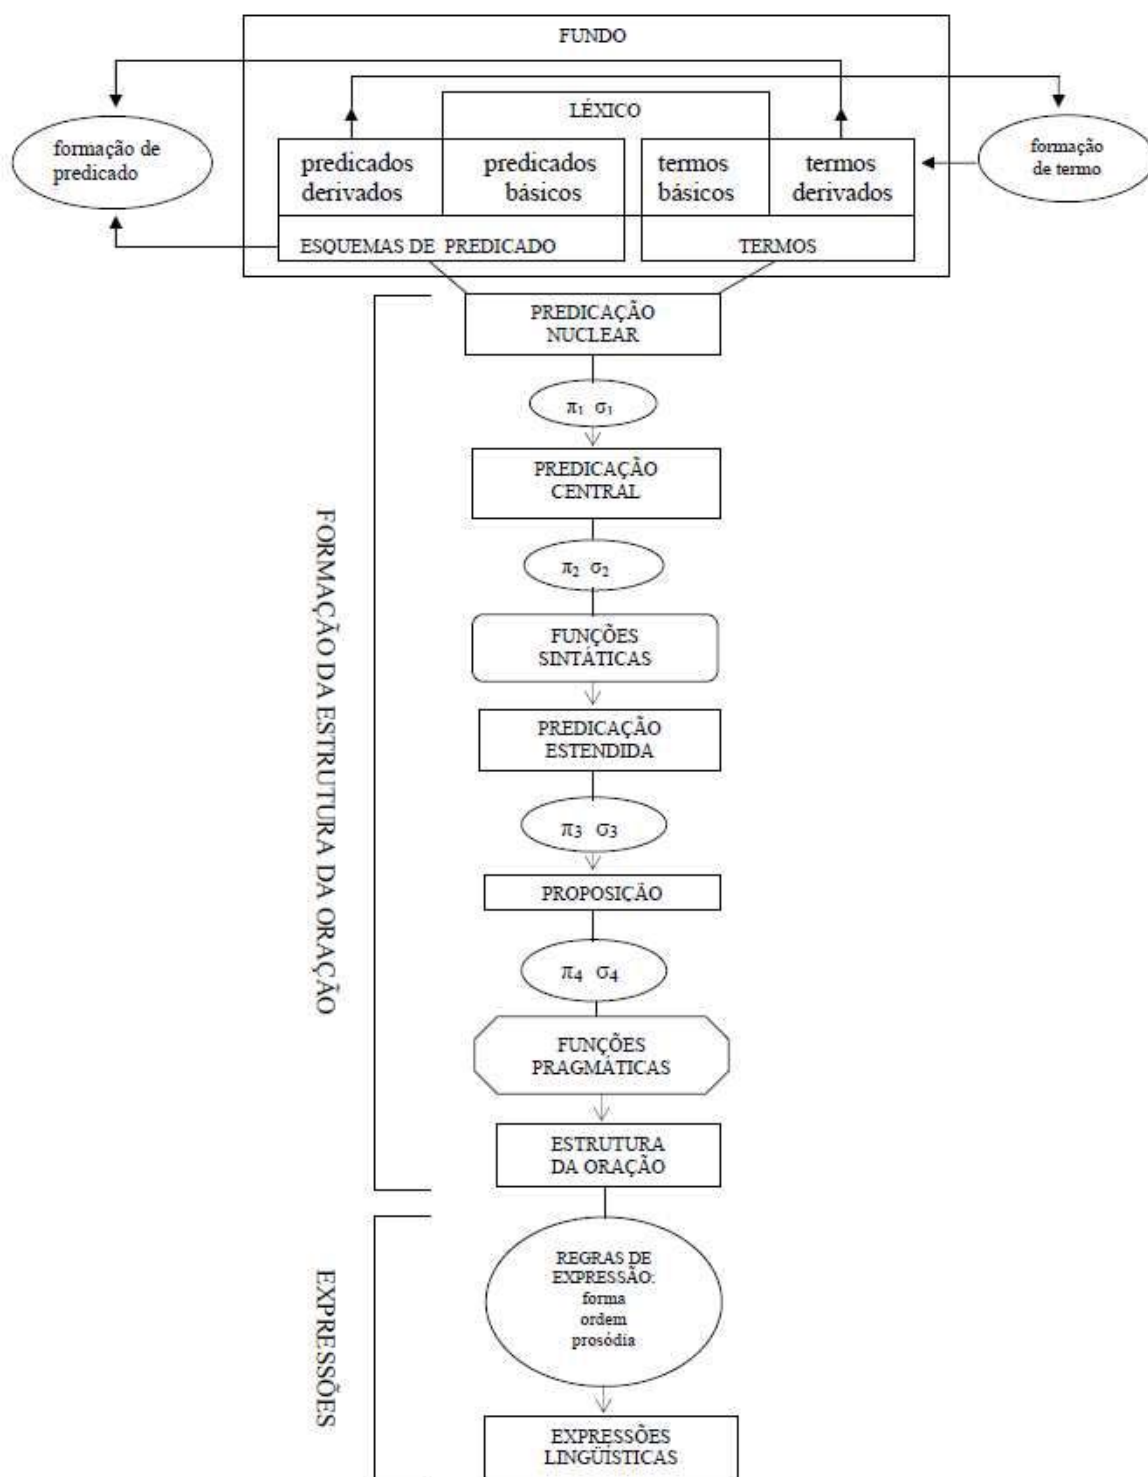 FUNDO
LÉXICO
formação de
predicado
predicados
derivados
predicados
básicos
termos
básicos
termos
derivados
formação
de termo
ESQUEMAS DE PREDICADO
TERMOS
PREDICAÇÃO
NUCLEAR
π₁ σ₁
PREDICAÇÃO
CENTRAL
π₂ σ₂
FUNÇÕES
SINTÁTICAS
PREDICAÇÃO
ESTENDIDA
π₃ σ₃
PROPOSIÇÃO
π₄ σ₄
FUNÇÕES
PRAGMÁTICAS
ESTRUTURA
DA ORAÇÃO
FORMAÇÃO DA ESTRUTURA DA ORAÇÃO
REGRAS DE
EXPRESSÃO:
forma
ordem
prosódia
EXPRESSÕES
EXPRESSÕES
LINGÜÍSTICAS